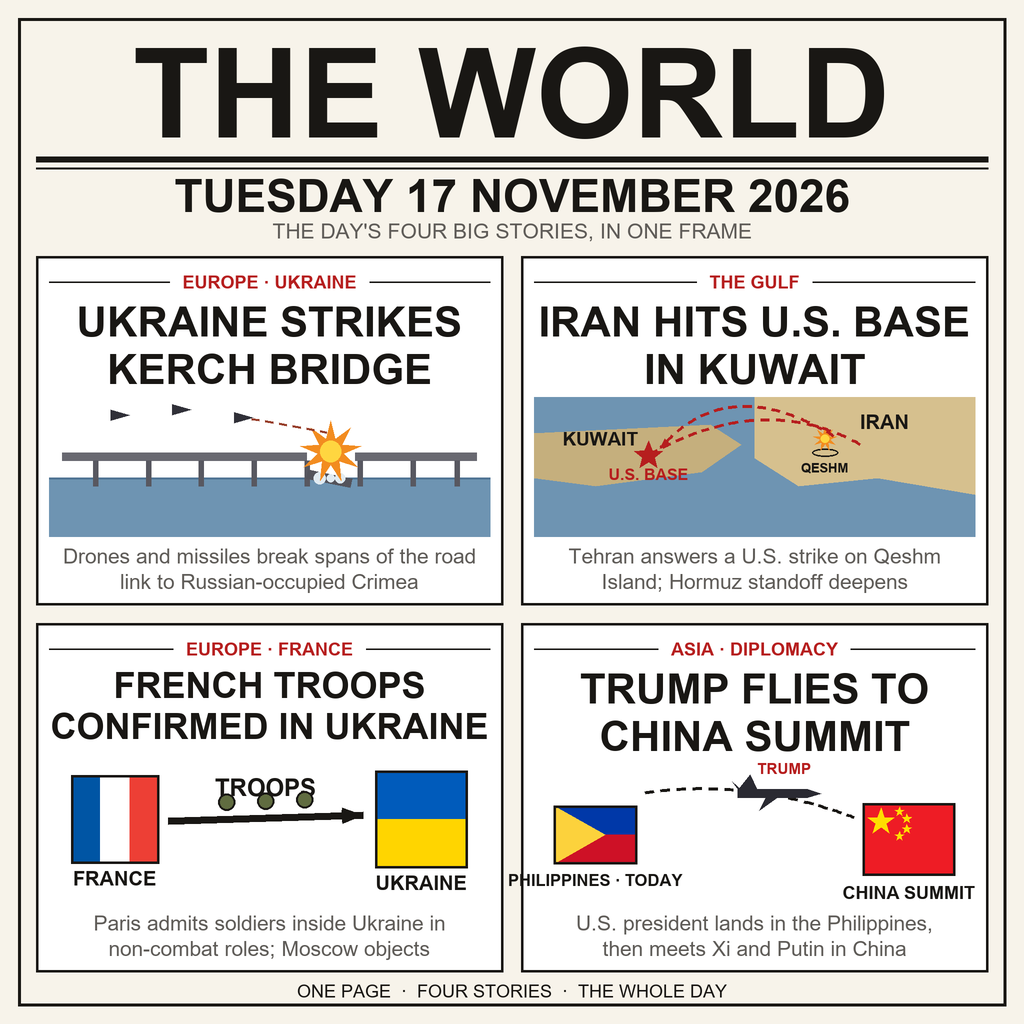 THE WORLD
TUESDAY 17 NOVEMBER 2026
THE DAY'S FOUR BIG STORIES, IN ONE FRAME
EUROPE · UKRAINE
UKRAINE STRIKES
KERCH BRIDGE
Drones and missiles break spans of the road
link to Russian-occupied Crimea
THE GULF
IRAN HITS U.S. BASE
IN KUWAIT
KUWAIT
IRAN
U.S. BASE
QESHM
Tehran answers a U.S. strike on Qeshm
Island; Hormuz standoff deepens
EUROPE · FRANCE
FRENCH TROOPS
CONFIRMED IN UKRAINE
TROOPS
FRANCE
UKRAINE
Paris admits soldiers inside Ukraine in
non-combat roles; Moscow objects
ASIA · DIPLOMACY
TRUMP FLIES TO
CHINA SUMMIT
TRUMP
PHILIPPINES · TODAY
CHINA SUMMIT
U.S. president lands in the Philippines,
then meets Xi and Putin in China
ONE PAGE · FOUR STORIES · THE WHOLE DAY